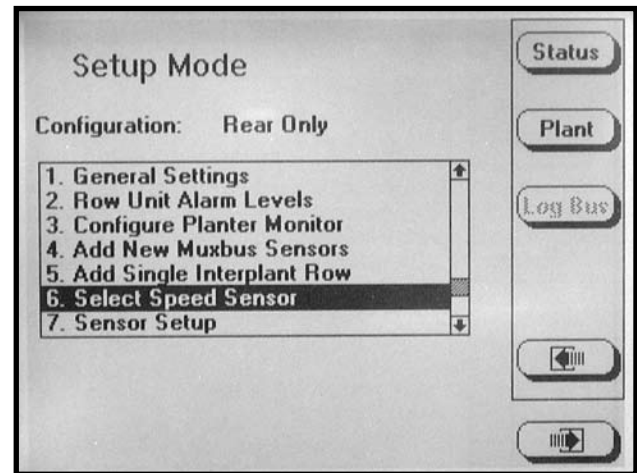 Setup Mode
Configuration: Rear Only
1. General Settings
2. Row Unit Alarm Levels
3. Configure Planter Monitor
4. Add New Muxbus Sensors
5. Add Single Interplant Row
6. Select Speed Sensor
7. Sensor Setup
Status
Plant
Log Bus